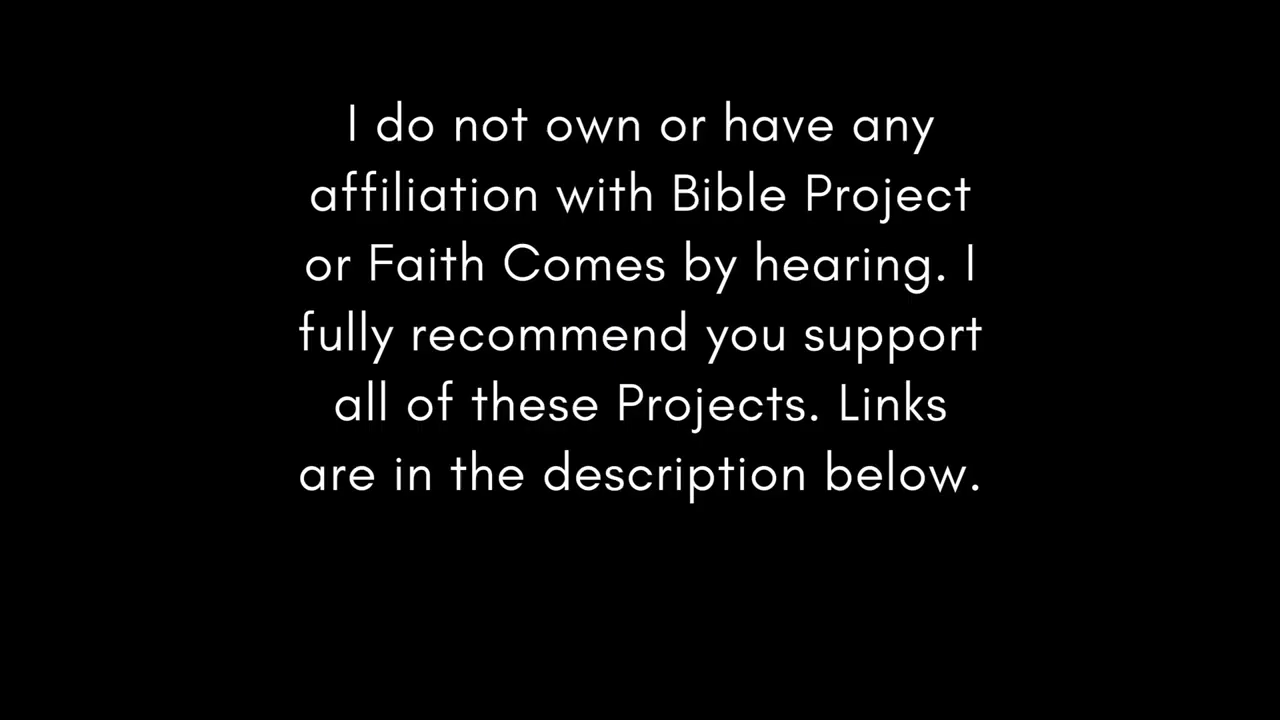 I do not own or have any
affiliation with Bible Project
or Faith Comes by hearing. I
fully recommend you support
all of these Projects. Links
are in the description below.